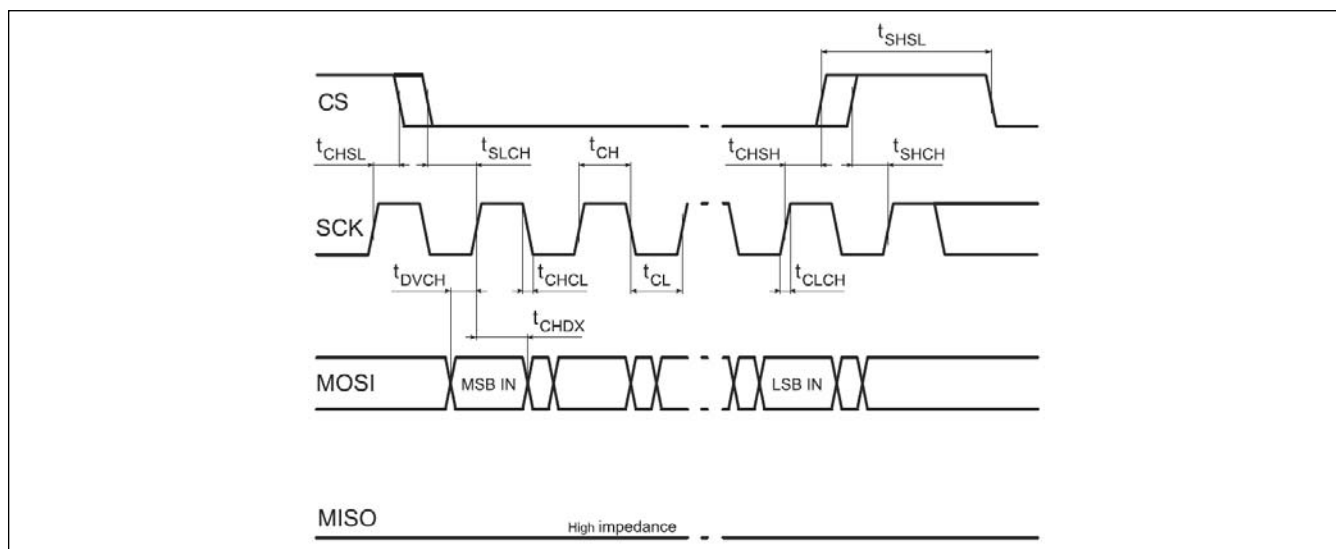 tSHSL
CS
tCHSL
tSLCH
tCH
tCHSH
tSHCH
SCK
tDVCH
tCHCL
tCL
tCLCH
tCHDX
MOSI
MSB IN
LSB IN
MISO
High impedance